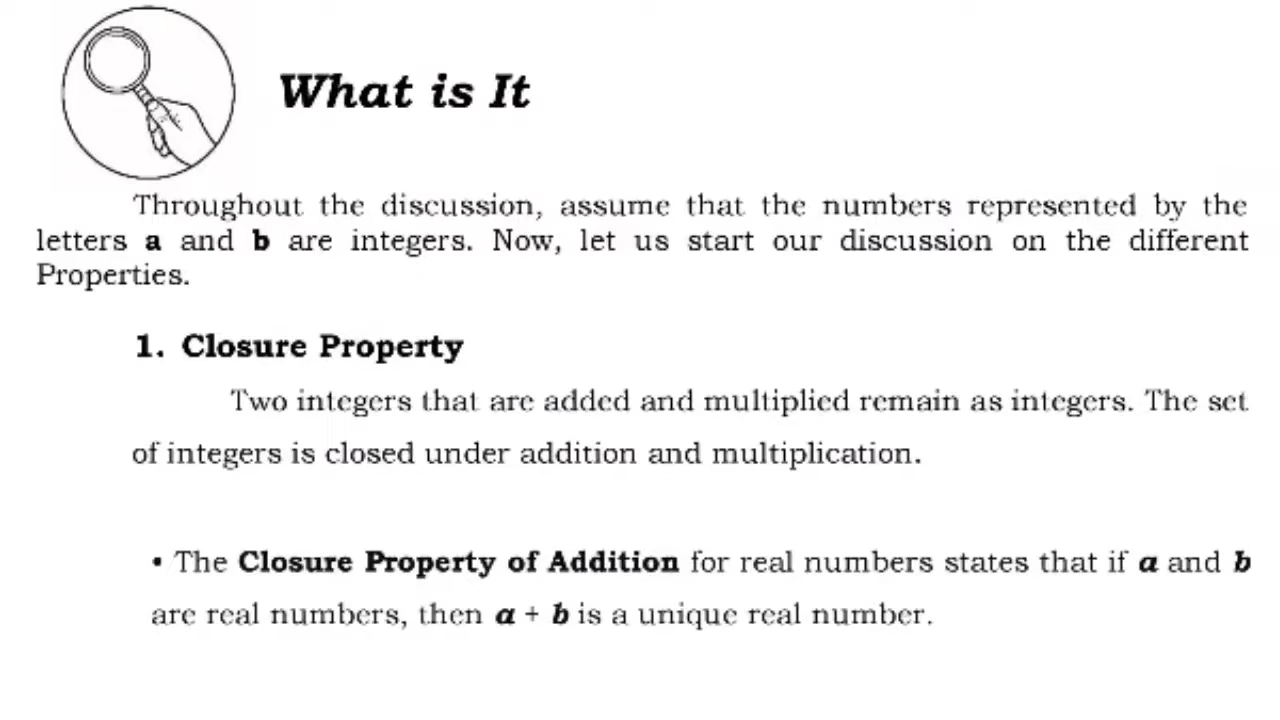 What is It
Throughout the discussion, assume that the numbers represented by the
letters a and b are integers. Now, let us start our discussion on the different
Properties.
1. Closure Property
Two integers that are added and multiplied remain as integers. The set
of integers is closed under addition and multiplication.
• The Closure Property of Addition for real numbers states that if a and b
are real numbers, then a + b is a unique real number.